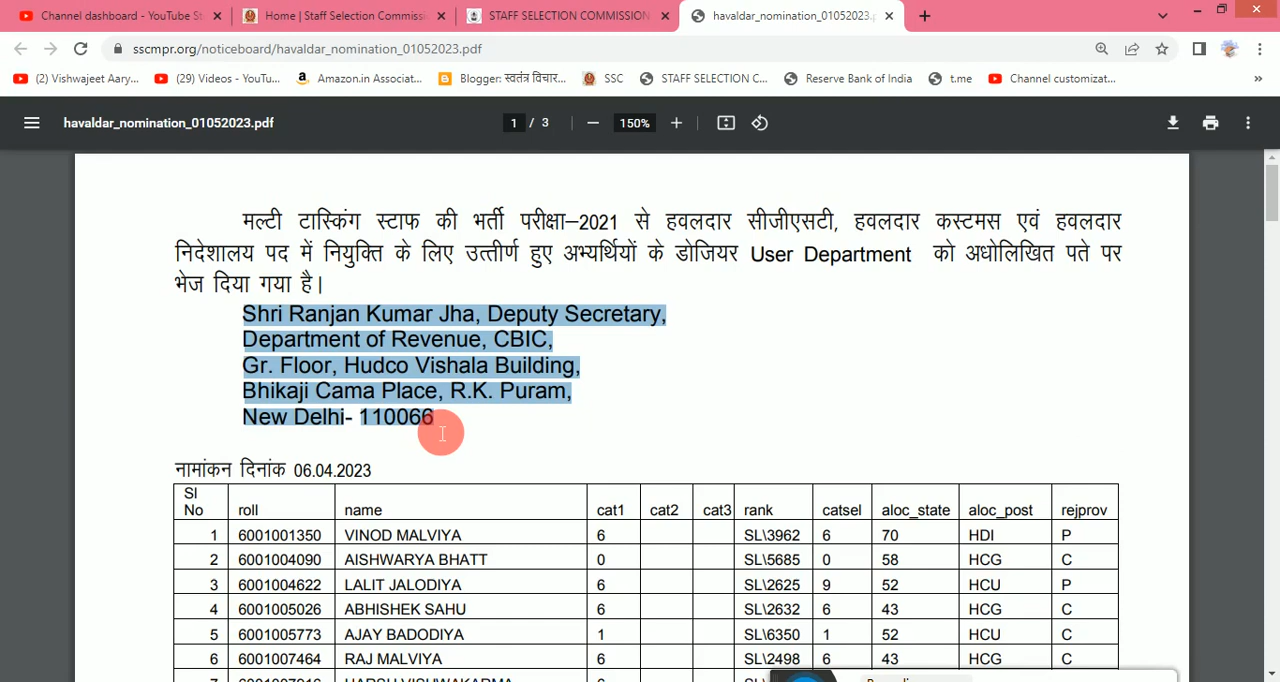 Channel dashboard - YouTube St
Home | Staff Selection Commissi
STAFF SELECTION COMMISSION
havaldar_nomination_01052023.p
sscmpr.org/noticeboard/havaldar_nomination_01052023.pdf
(2) Vishwajeet Aary...
(29) Videos - YouTu...
Amazon.in Associat...
Blogger: स्वतंत्र विचार...
SSC
STAFF SELECTION C...
Reserve Bank of India
t.me
Channel customizat...
havaldar_nomination_01052023.pdf
1 / 3
150%
मल्टी टास्किंग स्टाफ की भर्ती परीक्षा–2021 से हवलदार सीजीएसटी, हवलदार कस्टमस एवं हवलदार
निदेशालय पद में नियुक्ति के लिए उत्तीर्ण हुए अभ्यर्थियों के डोजियर User Department को अधोलिखित पते पर
भेज दिया गया है।
Shri Ranjan Kumar Jha, Deputy Secretary,
Department of Revenue, CBIC,
Gr. Floor, Hudco Vishala Building,
Bhikaji Cama Place, R.K. Puram,
New Delhi- 110066
नामांकन दिनांक 06.04.2023
Sl No roll name cat1 cat2 cat3 rank catsel aloc_state aloc_post rejprov
1 6001001350 VINOD MALVIYA 6 SL\3962 6 70 HDI P
2 6001004090 AISHWARYA BHATT 0 SL\5685 0 58 HCG C
3 6001004622 LALIT JALODIYA 6 SL\2625 9 52 HCU P
4 6001005026 ABHISHEK SAHU 6 SL\2632 6 43 HCG C
5 6001005773 AJAY BADODIYA 1 SL\6350 1 52 HCU C
6 6001007464 RAJ MALVIYA 6 SL\2498 6 43 HCG C